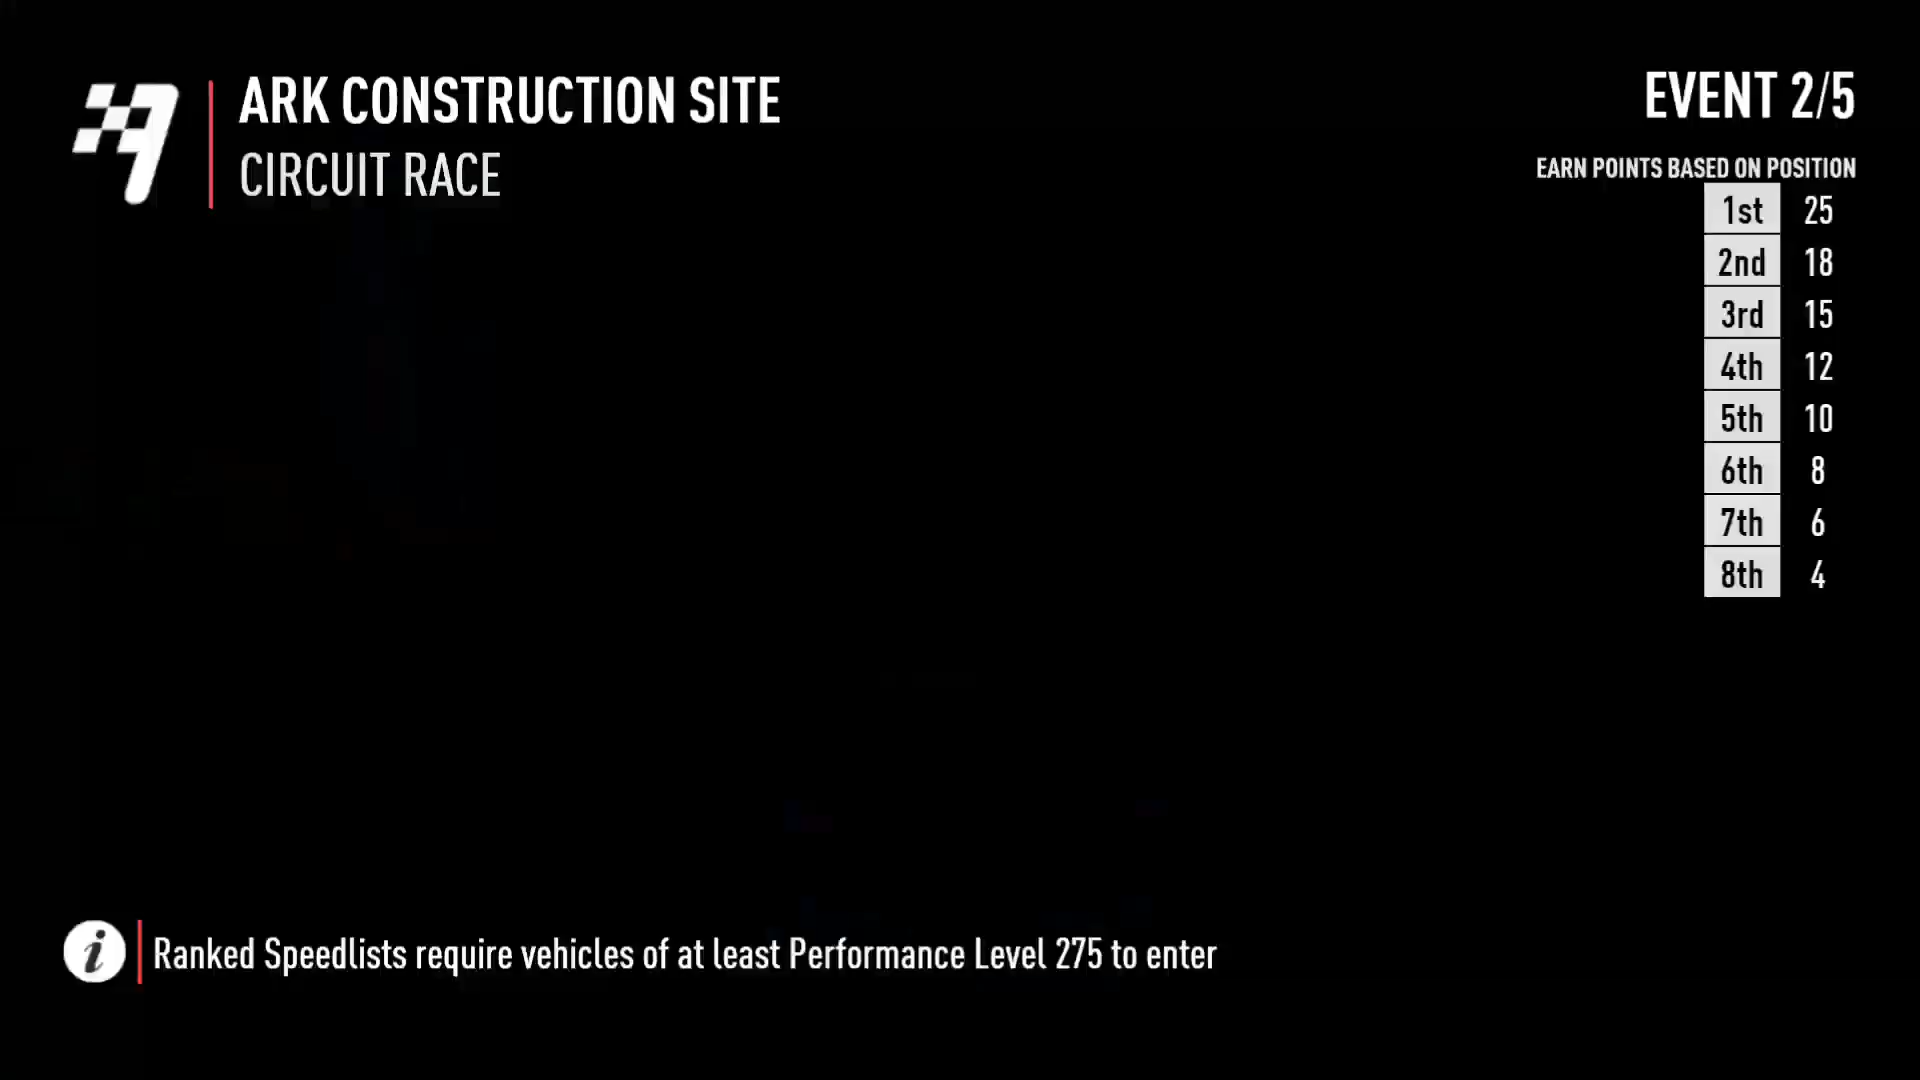 ARK CONSTRUCTION SITE
CIRCUIT RACE
EVENT 2/5
EARN POINTS BASED ON POSITION
1st 25
2nd 18
3rd 15
4th 12
5th 10
6th 8
7th 6
8th 4
i Ranked Speedlists require vehicles of at least Performance Level 275 to enter